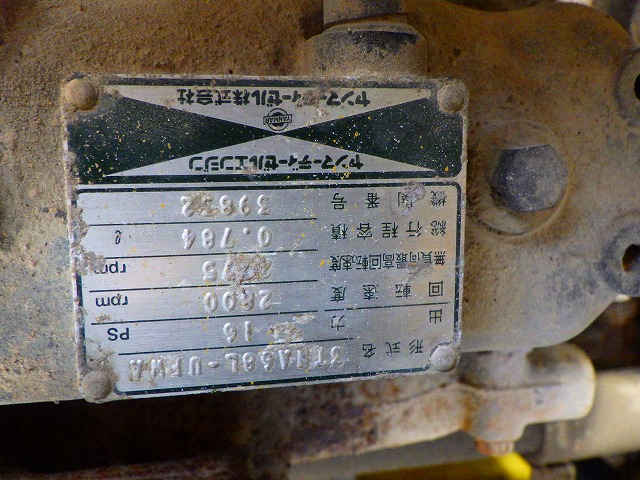 形式名
出力 16 PS
回転速度 2600 rpm
無負荷最高回転速度 rpm
総行程容積 0.784 ℓ
機関番号
ヤンマーディーゼルエンジン
YANMAR
ヤンマーディーゼル株式会社